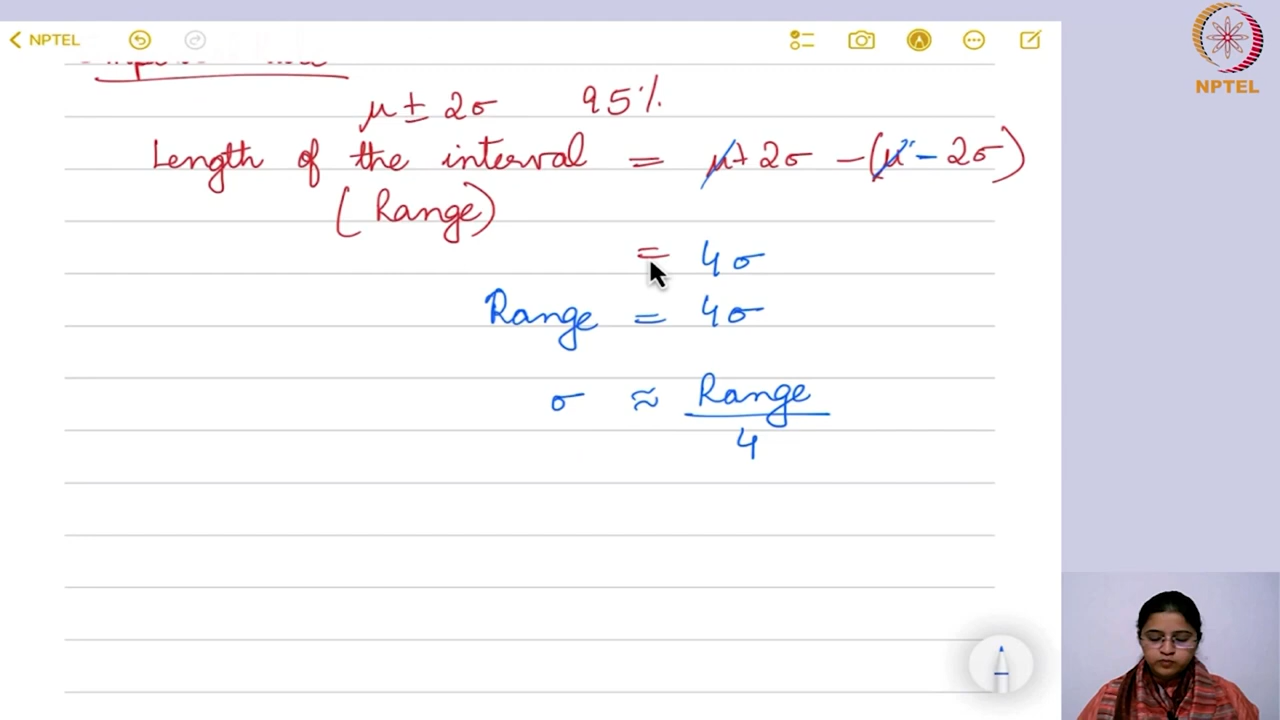 NPTEL
NPTEL
μ ± 2σ 95%
Length of the interval = μ + 2σ - (μ - 2σ)
(Range)
= 4σ
Range = 4σ
σ ≈ Range
4